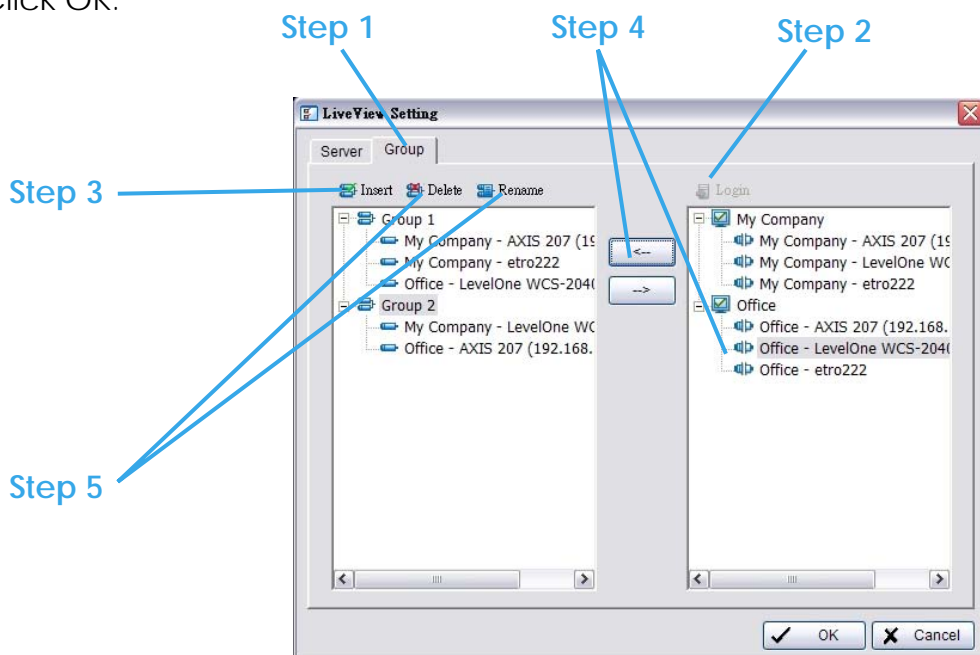 Click OK.
Step 1
Step 4
Step 2
LiveView Setting
Server Group
Step 3
Insert Delete Rename
Login
Group 1
My Company - AXIS 207 (19
My Company - etro222
Office - LevelOne WCS-204(
Group 2
My Company - LevelOne WC
Office - AXIS 207 (192.168.
<--
-->
My Company
My Company - AXIS 207 (19
My Company - LevelOne WC
My Company - etro222
Office
Office - AXIS 207 (192.168.
Office - LevelOne WCS-204(
Office - etro222
Step 5
OK Cancel